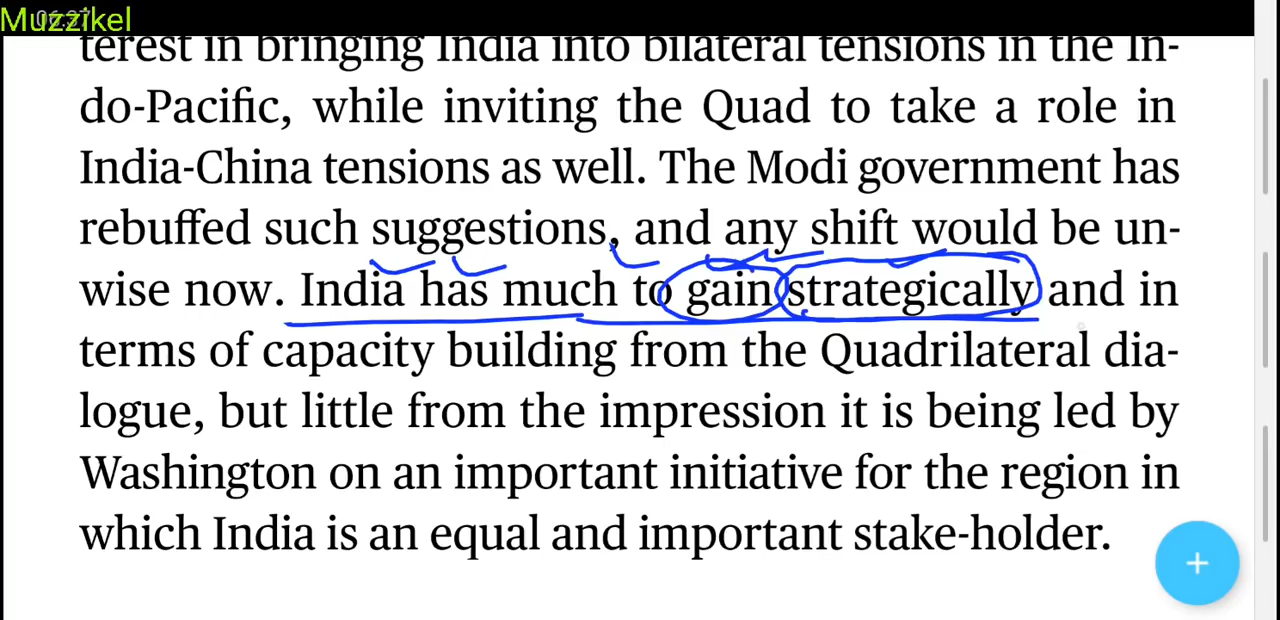 Muzzikel
terest in bringing India into bilateral tensions in the In-
do-Pacific, while inviting the Quad to take a role in
India-China tensions as well. The Modi government has
rebuffed such suggestions, and any shift would be un-
wise now. India has much to gain strategically and in
terms of capacity building from the Quadrilateral dia-
logue, but little from the impression it is being led by
Washington on an important initiative for the region in
which India is an equal and important stake-holder.